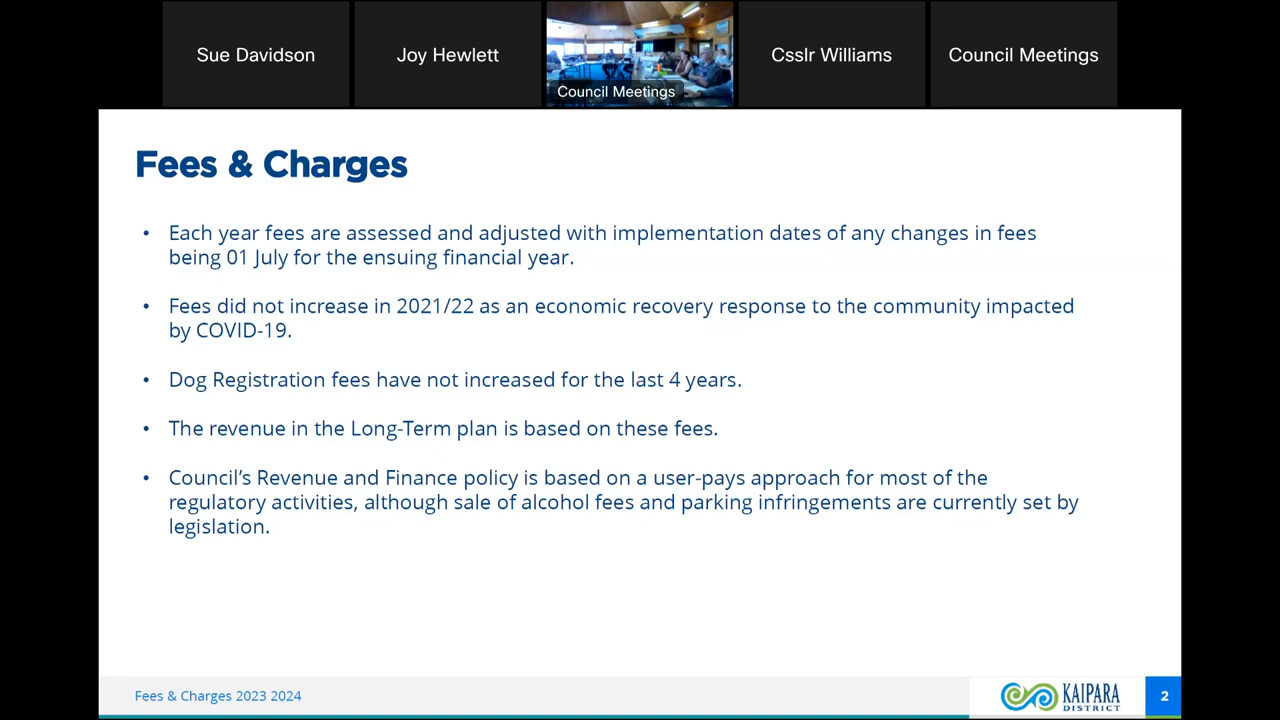 Sue Davidson
Joy Hewlett
Council Meetings
Csslr Williams
Council Meetings
Fees & Charges
• Each year fees are assessed and adjusted with implementation dates of any changes in fees
being 01 July for the ensuing financial year.
• Fees did not increase in 2021/22 as an economic recovery response to the community impacted
by COVID-19.
• Dog Registration fees have not increased for the last 4 years.
• The revenue in the Long-Term plan is based on these fees.
• Council’s Revenue and Finance policy is based on a user-pays approach for most of the
regulatory activities, although sale of alcohol fees and parking infringements are currently set by
legislation.
Fees & Charges 2023 2024
KAIPARA
DISTRICT
2